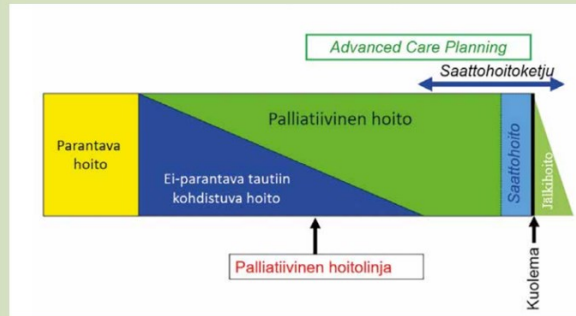 Advanced Care Planning
Saattohoitoketju
Parantava
hoito
Palliatiivinen hoito
Ei-parantava tautiin
kohdistuva hoito
Saattohoito
Jälkihoito
Palliatiivinen hoitolinja
Kuolema